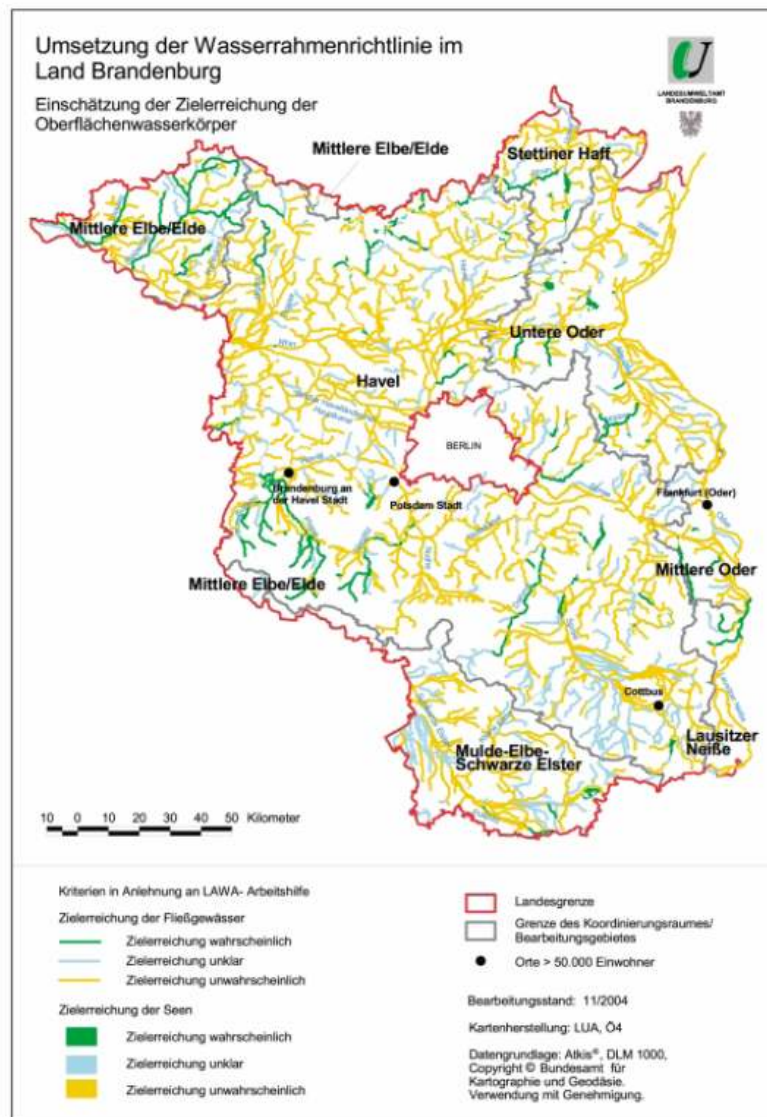 Umsetzung der Wasserrahmenrichtlinie im
Land Brandenburg
Einschätzung der Zielerreichung der
Oberflächenwasserkörper
LANDESUMWELTAMT
BRANDENBURG
Mittlere Elbe/Elde
Stettiner Haff
Mittlere Elbe/Elde
Untere Oder
Havel
BERLIN
Brandenburg an
der Havel Stadt
Potsdam Stadt
Frankfurt (Oder)
Mittlere Elbe/Elde
Mittlere Oder
Cottbus
Lausitzer
Neiße
Mulde-Elbe-
Schwarze Elster
10 0 10 20 30 40 50 Kilometer
Kriterien in Anlehnung an LAWA- Arbeitshilfe
Zielerreichung der Fließgewässer
Zielerreichung wahrscheinlich
Zielerreichung unklar
Zielerreichung unwahrscheinlich
Zielerreichung der Seen
Zielerreichung wahrscheinlich
Zielerreichung unklar
Zielerreichung unwahrscheinlich
Landesgrenze
Grenze des Koordinierungsraumes/
Bearbeitungsgebietes
Orte > 50.000 Einwohner
Bearbeitungsstand: 11/2004
Kartenherstellung: LUA, Ö4
Datengrundlage: Atkis®, DLM 1000,
Copyright © Bundesamt für
Kartographie und Geodäsie.
Verwendung mit Genehmigung.